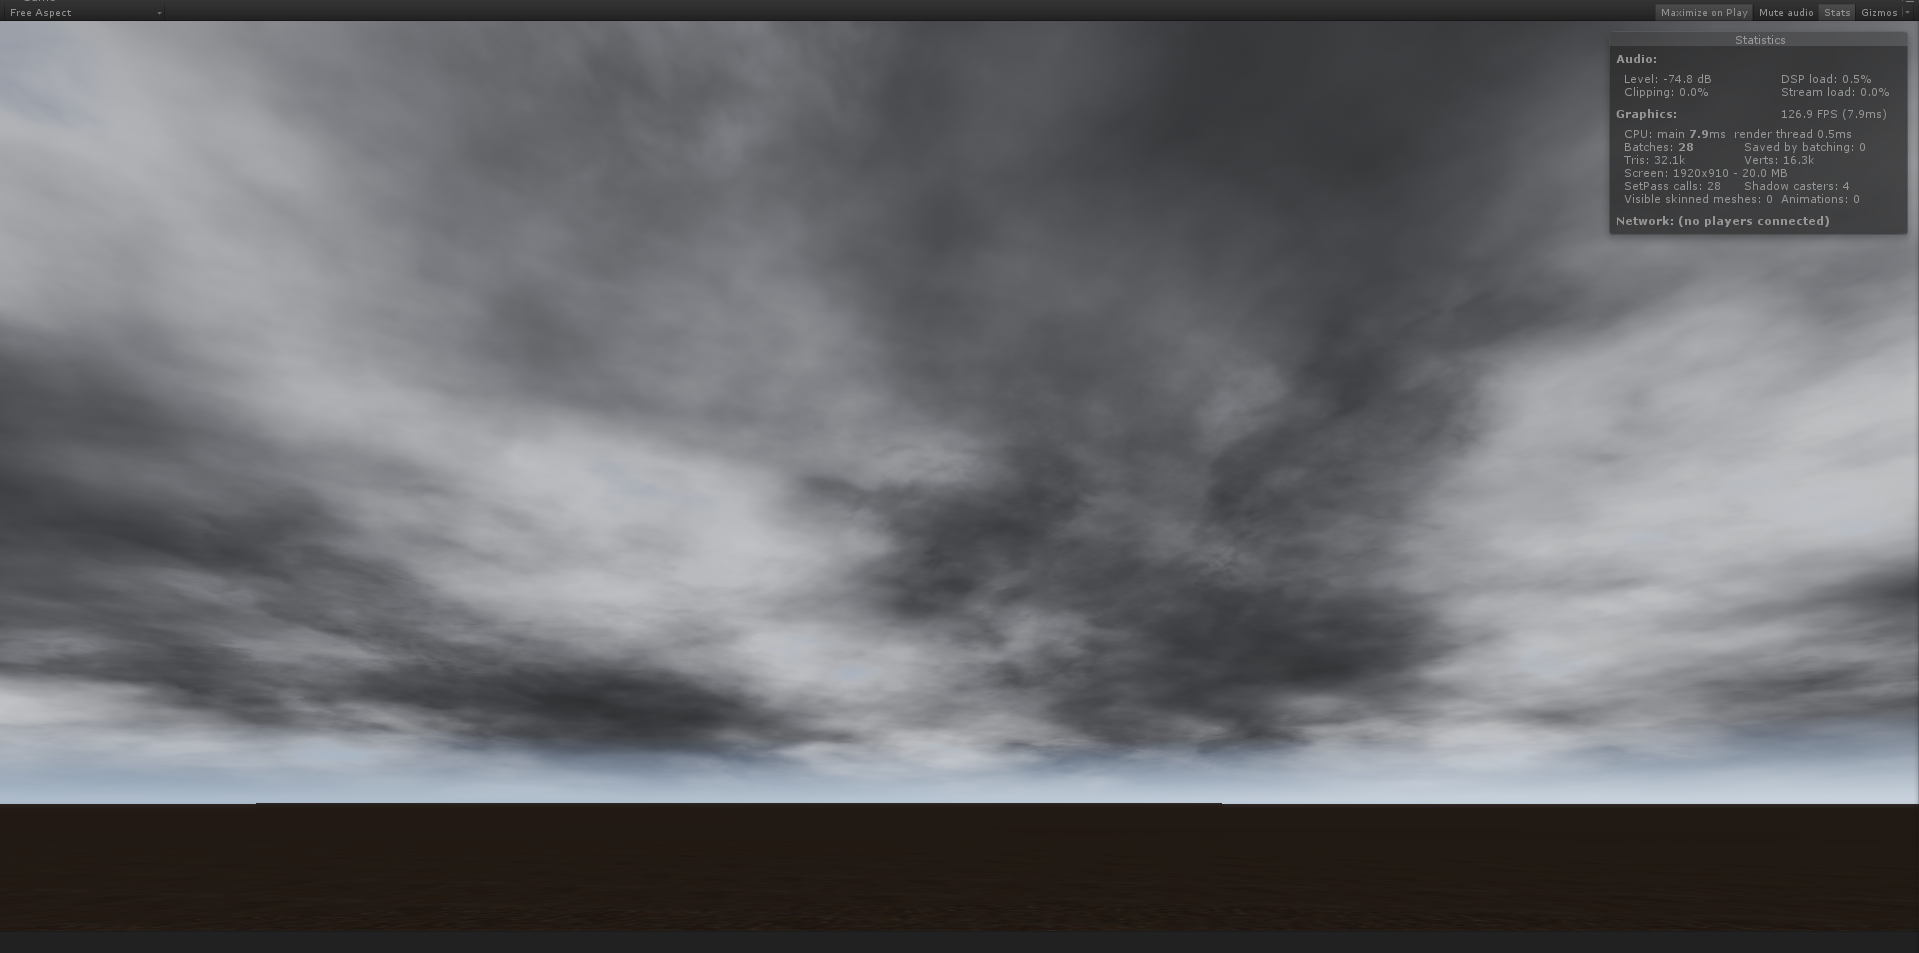 Free Aspect
Maximize on Play Mute audio Stats Gizmos
Statistics
Audio:
Level: -74.8 dB DSP load: 0.5%
Clipping: 0.0% Stream load: 0.0%
Graphics: 126.9 FPS (7.9ms)
CPU: main 7.9ms render thread 0.5ms
Batches: 28 Saved by batching: 0
Tris: 32.1k Verts: 16.3k
Screen: 1920x910 - 20.0 MB
SetPass calls: 28 Shadow casters: 4
Visible skinned meshes: 0 Animations: 0
Network: (no players connected)